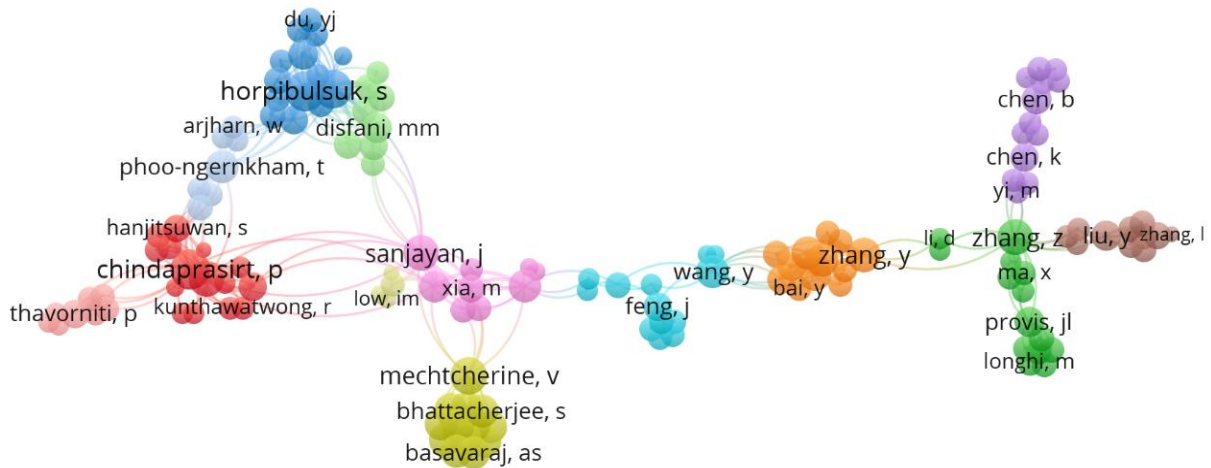 du, yj
horpibulsuk, s
arjharn, w
disfani, mm
phoo-ngernkham, t
hanjitsuwan, s
chindaprasirt, p
thavorniti, p
kunthawatwong, r
sanjayan, j
low, im
xia, m
mechtcherine, v
bhattacherjee, s
basavaraj, as
wang, y
feng, j
zhang, y
bai, y
li, d
zhang, z
liu, y
zhang, l
chen, b
chen, k
yi, m
ma, x
provis, jl
longhi, m